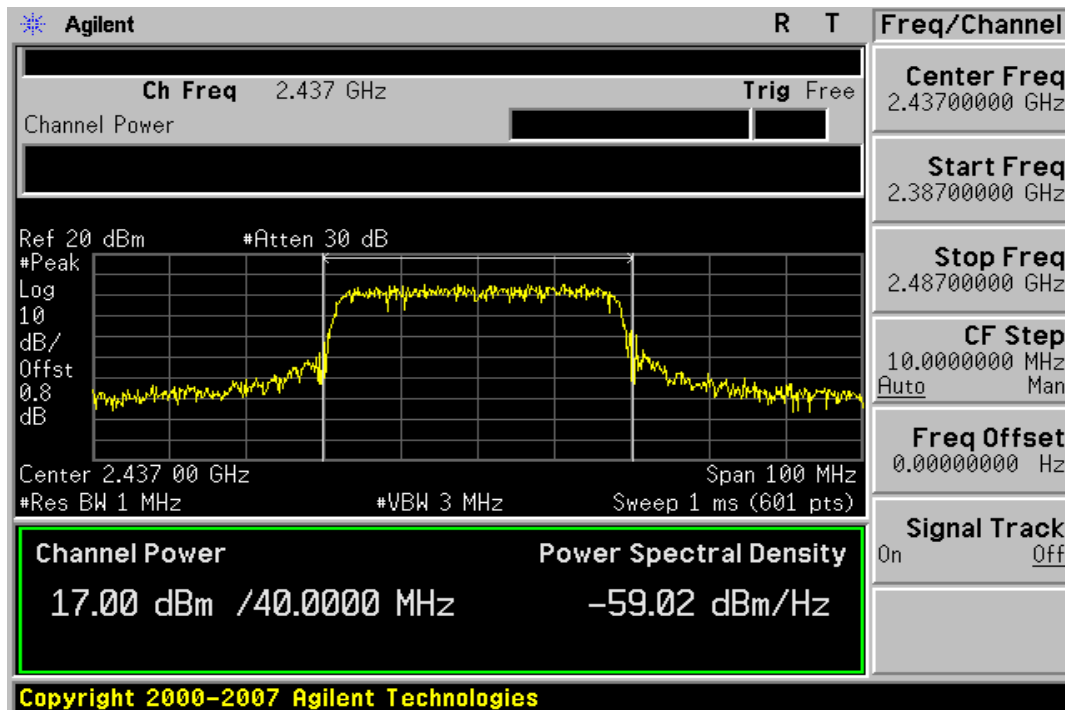 Agilent R T
Ch Freq 2.437 GHz Trig Free
Channel Power
Ref 20 dBm #Atten 30 dB
#Peak
Log
10
dB/
Offst
0.8
dB
Center 2.437 00 GHz Span 100 MHz
#Res BW 1 MHz #VBW 3 MHz Sweep 1 ms (601 pts)
Channel Power Power Spectral Density
17.00 dBm /40.0000 MHz -59.02 dBm/Hz
Copyright 2000-2007 Agilent Technologies
Freq/Channel
Center Freq
2.43700000 GHz
Start Freq
2.38700000 GHz
Stop Freq
2.48700000 GHz
CF Step
10.0000000 MHz
Auto Man
Freq Offset
0.00000000 Hz
Signal Track
On Off